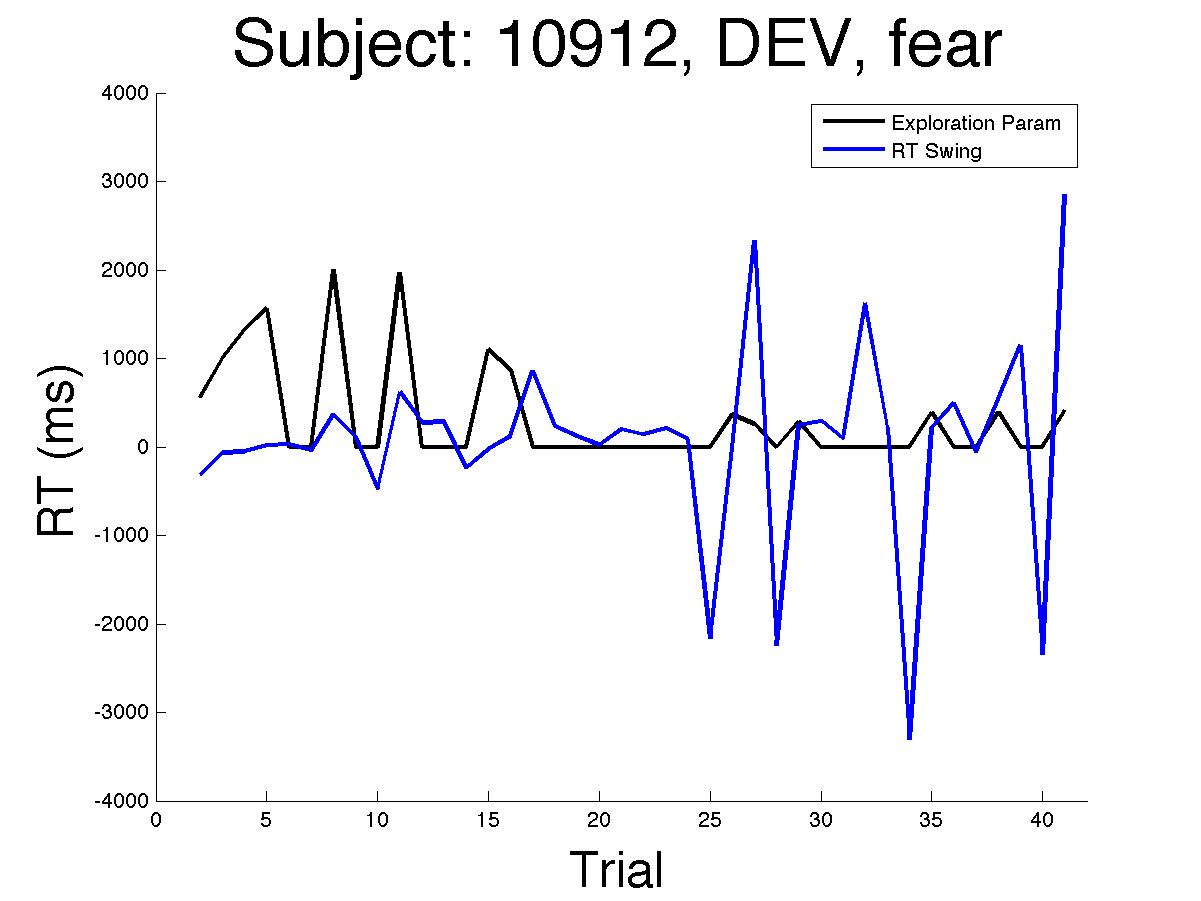 Subject: 10912, DEV, fear
Exploration Param
RT Swing
RT (ms)
4000
3000
2000
1000
0
-1000
-2000
-3000
-4000
0 5 10 15 20 25 30 35 40
Trial